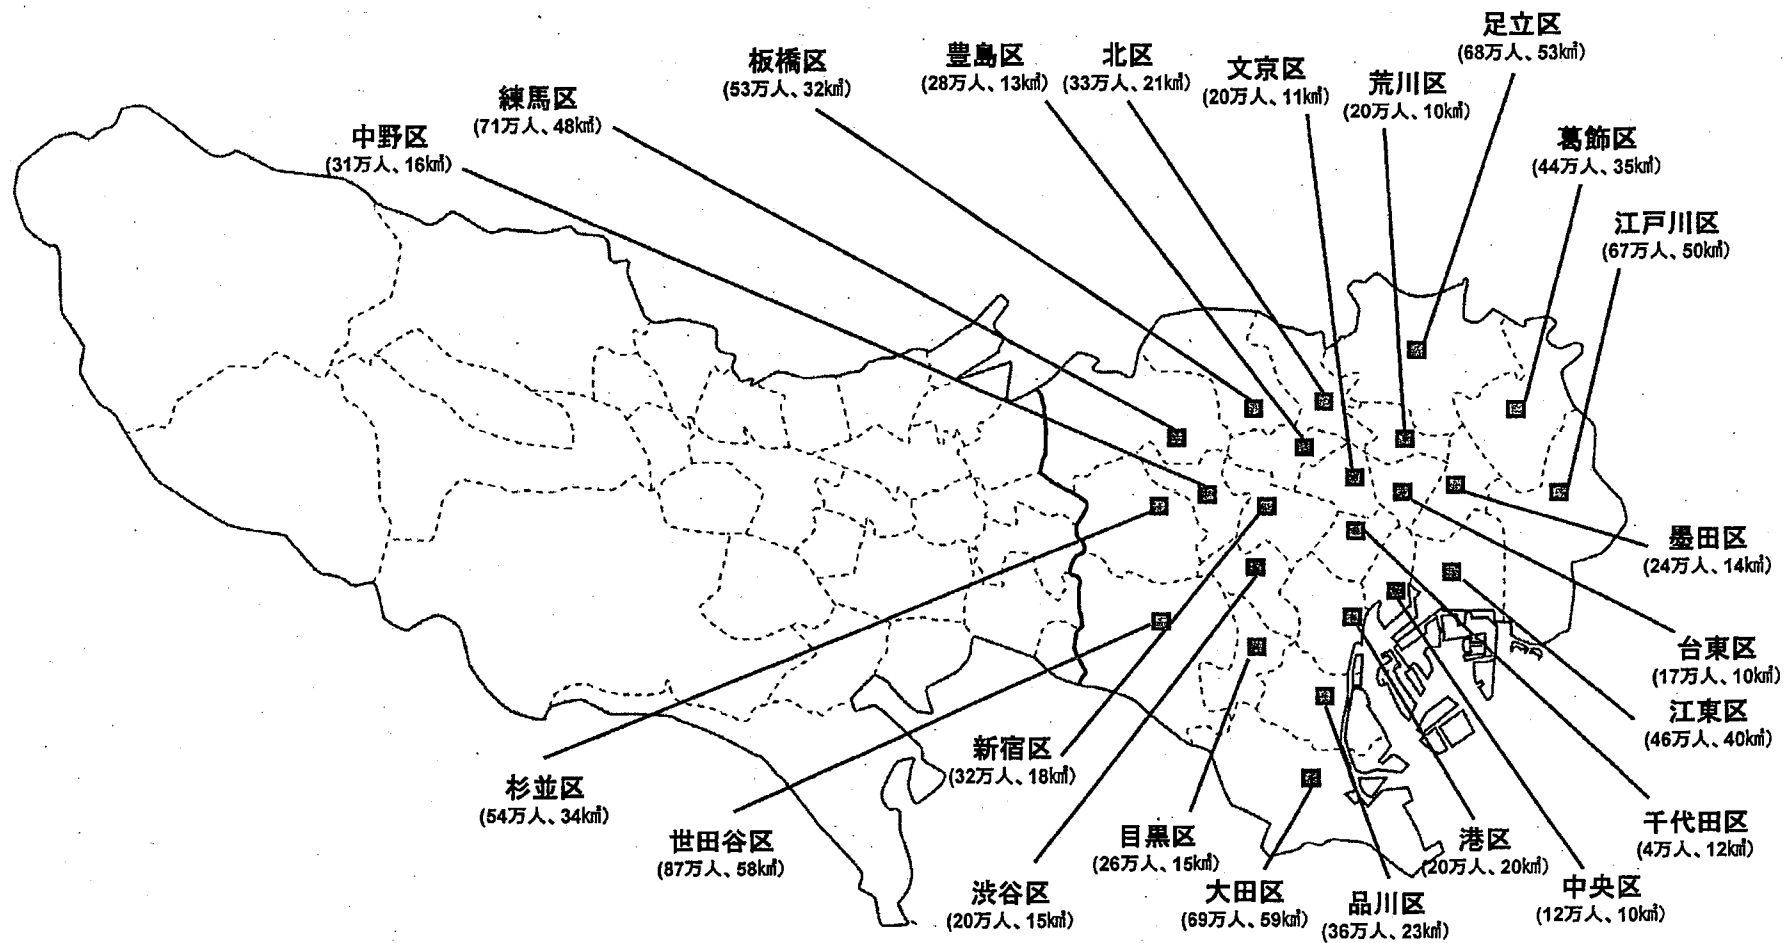 足立区
(68万人、53k㎡)
北区
(33万人、21k㎡)
豊島区
(28万人、13k㎡)
板橋区
(53万人、32k㎡)
文京区
(20万人、11k㎡)
荒川区
(20万人、10k㎡)
練馬区
(71万人、48k㎡)
中野区
(31万人、16k㎡)
葛飾区
(44万人、35k㎡)
江戸川区
(67万人、50k㎡)
墨田区
(24万人、14k㎡)
台東区
(17万人、10k㎡)
江東区
(46万人、40k㎡)
千代田区
(4万人、12k㎡)
新宿区
(32万人、18k㎡)
杉並区
(54万人、34k㎡)
世田谷区
(87万人、58k㎡)
目黒区
(26万人、15k㎡)
港区
(20万人、20k㎡)
渋谷区
(20万人、15k㎡)
大田区
(69万人、59k㎡)
品川区
(36万人、23k㎡)
中央区
(12万人、10k㎡)